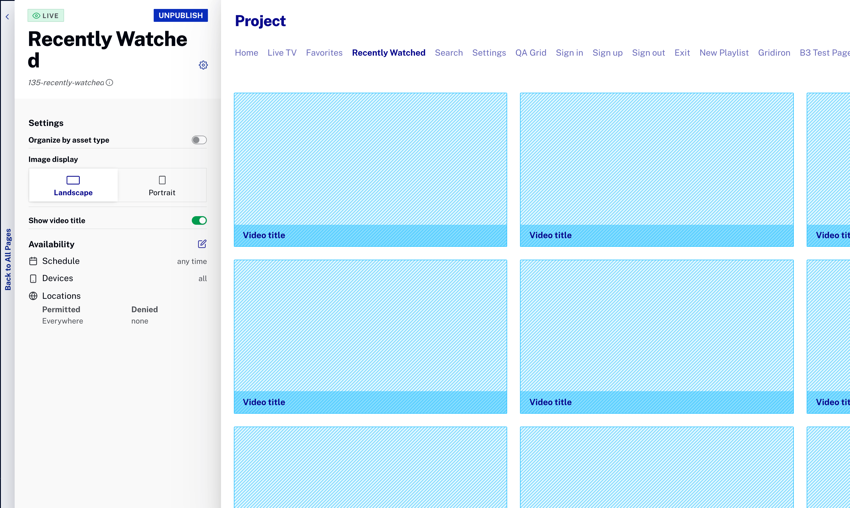 LIVE
UNPUBLISH
Recently Watche
d
135-recently-watched
Settings
Organize by asset type
Image display
Landscape
Portrait
Show video title
Availability
Schedule
any time
Devices
all
Locations
Permitted
Denied
Everywhere
none
Back to All Pages
Project
Home Live TV Favorites Recently Watched Search Settings QA Grid Sign in Sign up Sign out Exit New Playlist Gridiron B3 Test Page
Video title
Video title
Video tit
Video title
Video title
Video tit